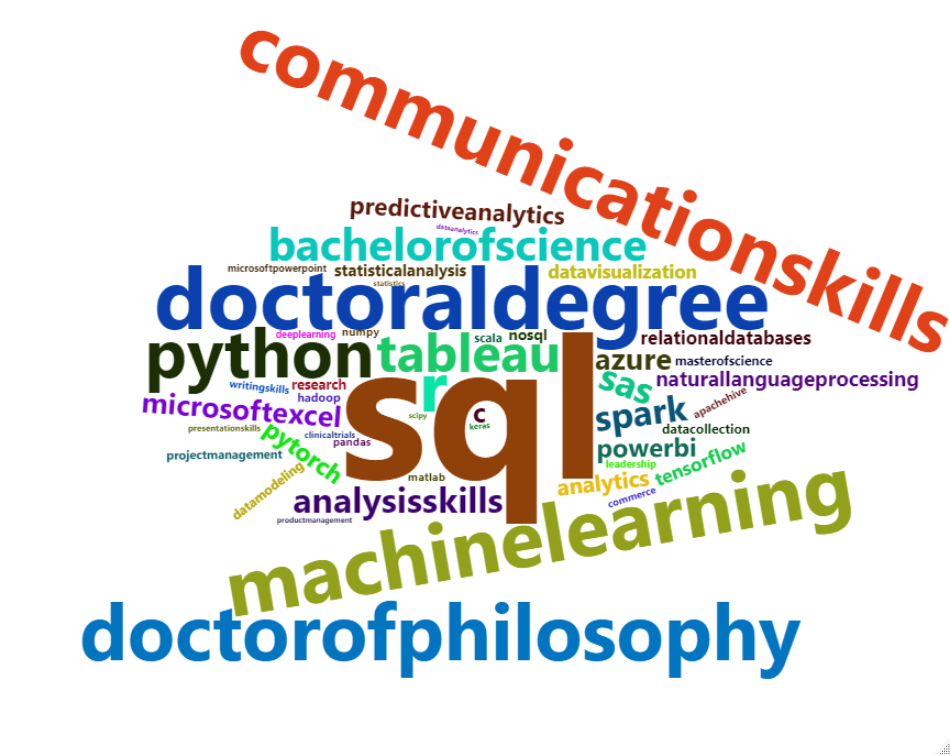 communicationskills
predictiveanalytics
dataanalytics
bachelorofscience
microsoftpowerpoint
statisticalanalysis
datavisualization
statistics
doctoraldegree
deeplearning
numpy
scala
nosql
relationaldatabases
python
tableau
sql
azure
masterofscience
writingskills
research
r
sas
naturallanguageprocessing
hadoop
microsoftexcel
scipy
c
keras
spark
apachehive
presentationskills
pytorch
clinicaltrials
pandas
datacollection
projectmanagement
powerbi
leadership
tensorflow
datamodeling
matlab
analytics
commerce
analysisskills
productmanagement
machinelearning
doctorofphilosophy